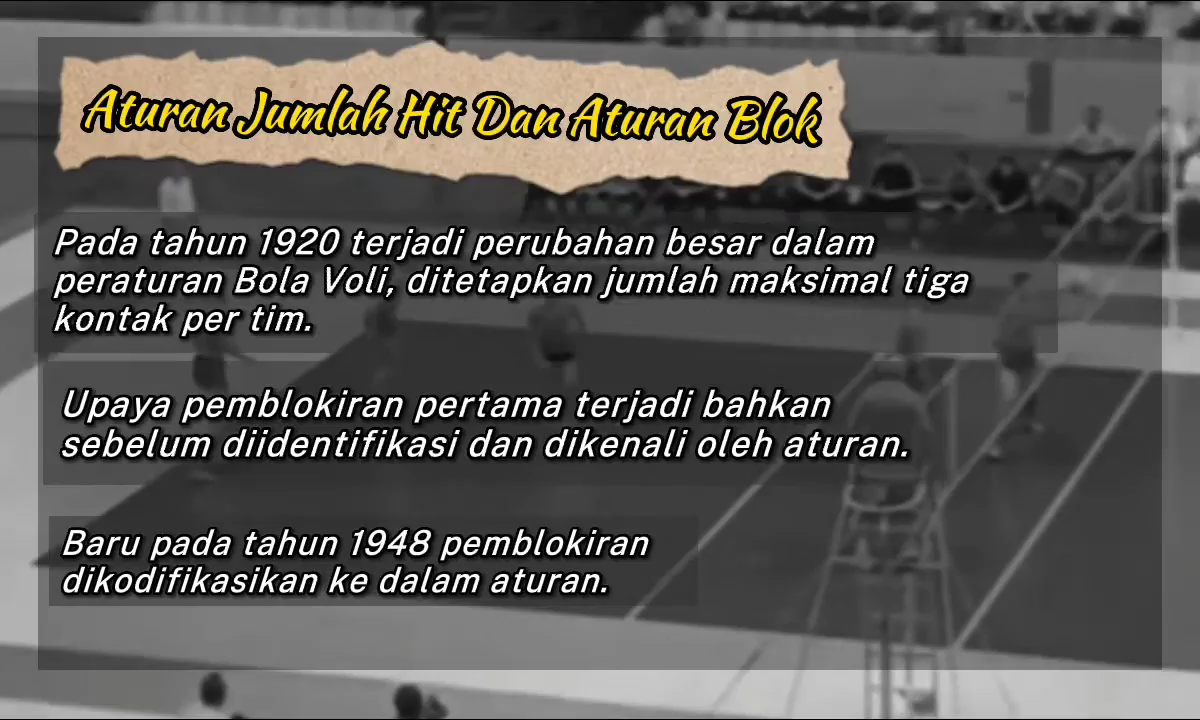 Aturan Jumlah Hit Dan Aturan Blok
Pada tahun 1920 terjadi perubahan besar dalam
peraturan Bola Voli, ditetapkan jumlah maksimal tiga
kontak per tim.
Upaya pemblokiran pertama terjadi bahkan
sebelum diidentifikasi dan dikenali oleh aturan.
Baru pada tahun 1948 pemblokiran
dikodifikasikan ke dalam aturan.